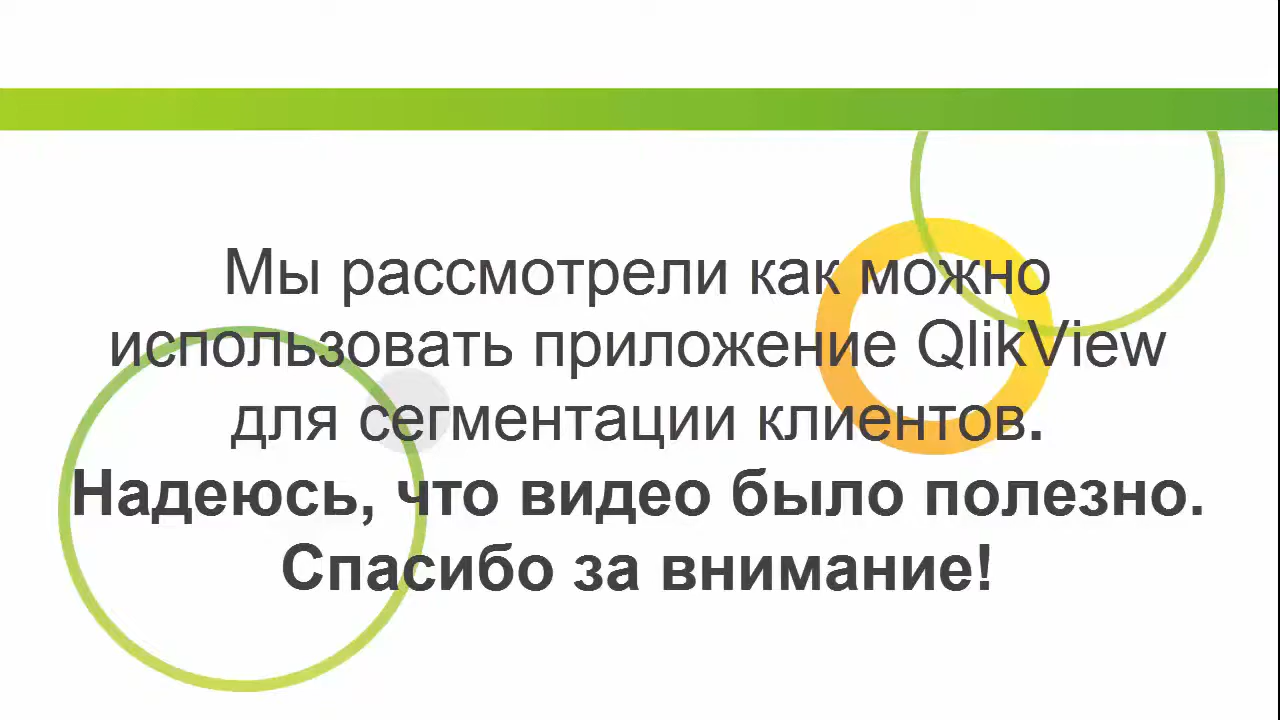 Мы рассмотрели как можно
использовать приложение QlikView
для сегментации клиентов.
Надеюсь, что видео было полезно.
Спасибо за внимание!